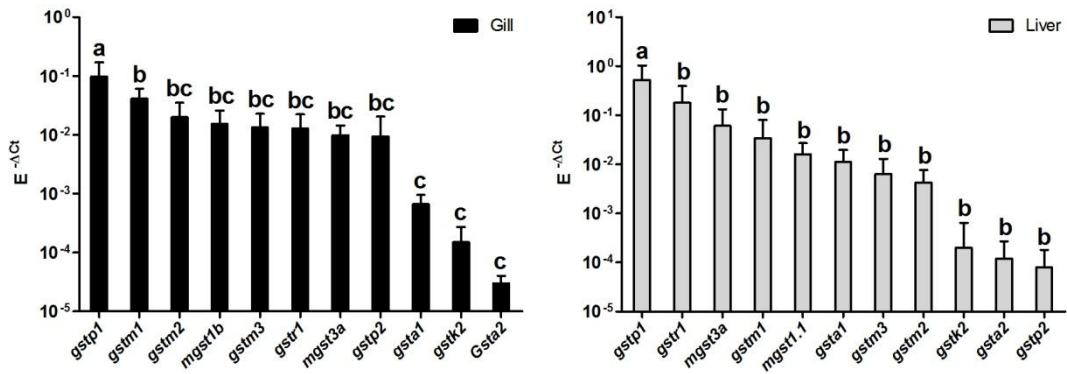 Gill
E -ΔCt
10^0
10^-1
10^-2
10^-3
10^-4
10^-5
a b bc bc bc bc bc bc c c c
gstp1 gstm1 gstm2 mgst1b gstm3 gstr1 mgst3a gstp2 gsta1 gstk2 Gsta2
Liver
E -ΔCt
10^1
10^0
10^-1
10^-2
10^-3
10^-4
10^-5
a b b b b b b b b b b
gstp1 gstr1 mgst3a gstm1 mgst1.1 gsta1 gstm3 gstm2 gstk2 gsta2 gstp2